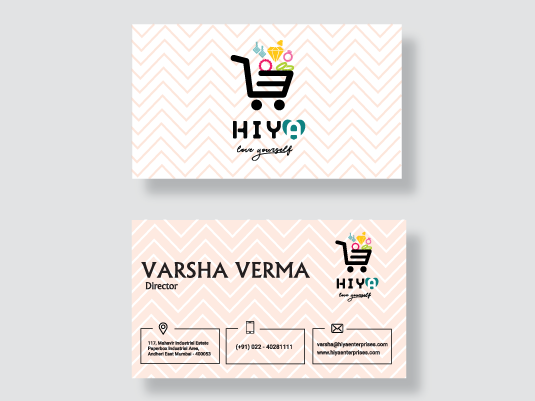 HIYA
love yourself
VARSHA VERMA
Director
HIYA
love yourself
117, Mahavir Industrial Estate
Paperbox Industrial Area,
Andheri East Mumbai - 400053
(+91) 022 - 40281111
varsha@hiyaenterprises.com
www.hiyaenterprises.com